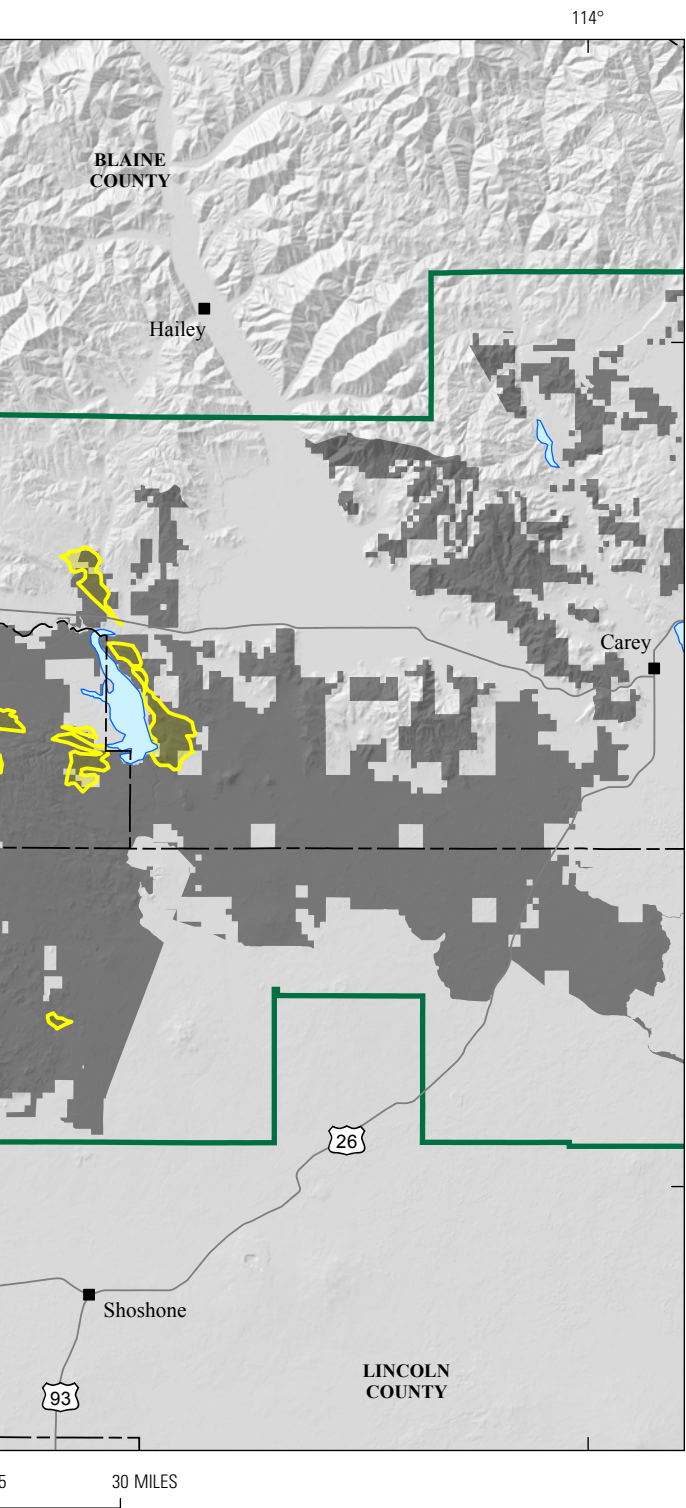 114°
BLAINE
COUNTY
Hailey
Carey
26
Shoshone
LINCOLN
COUNTY
93
5
30 MILES